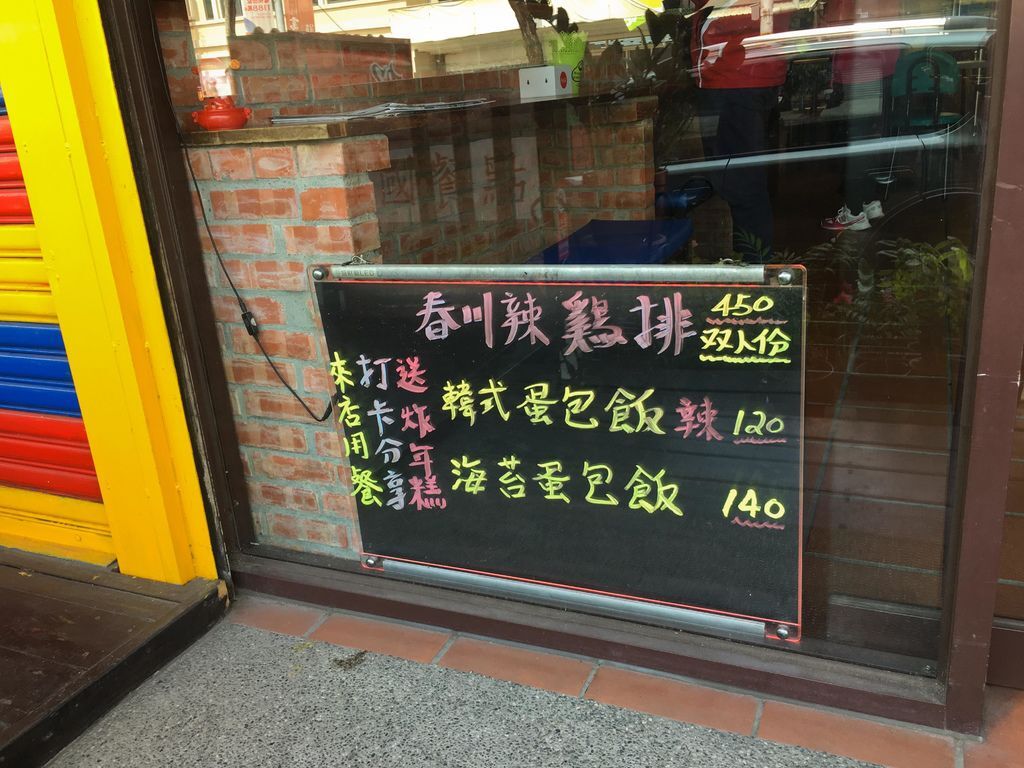 春川辣鷄排 450
双人份
來店用餐
打卡分享
送炸年糕
韓式蛋包飯 辣 120
海苔蛋包飯 140